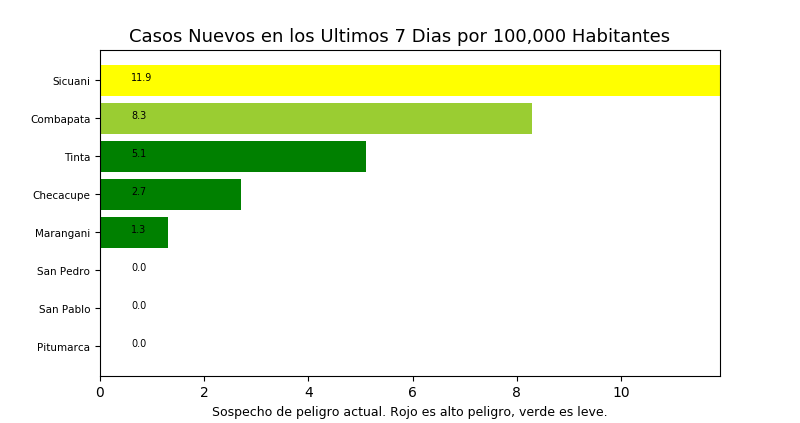 Casos Nuevos en los Ultimos 7 Dias por 100,000 Habitantes
Sicuani 11.9
Combapata 8.3
Tinta 5.1
Checacupe 2.7
Marangani 1.3
San Pedro 0.0
San Pablo 0.0
Pitumarca 0.0
0 2 4 6 8 10
Sospecho de peligro actual. Rojo es alto peligro, verde es leve.